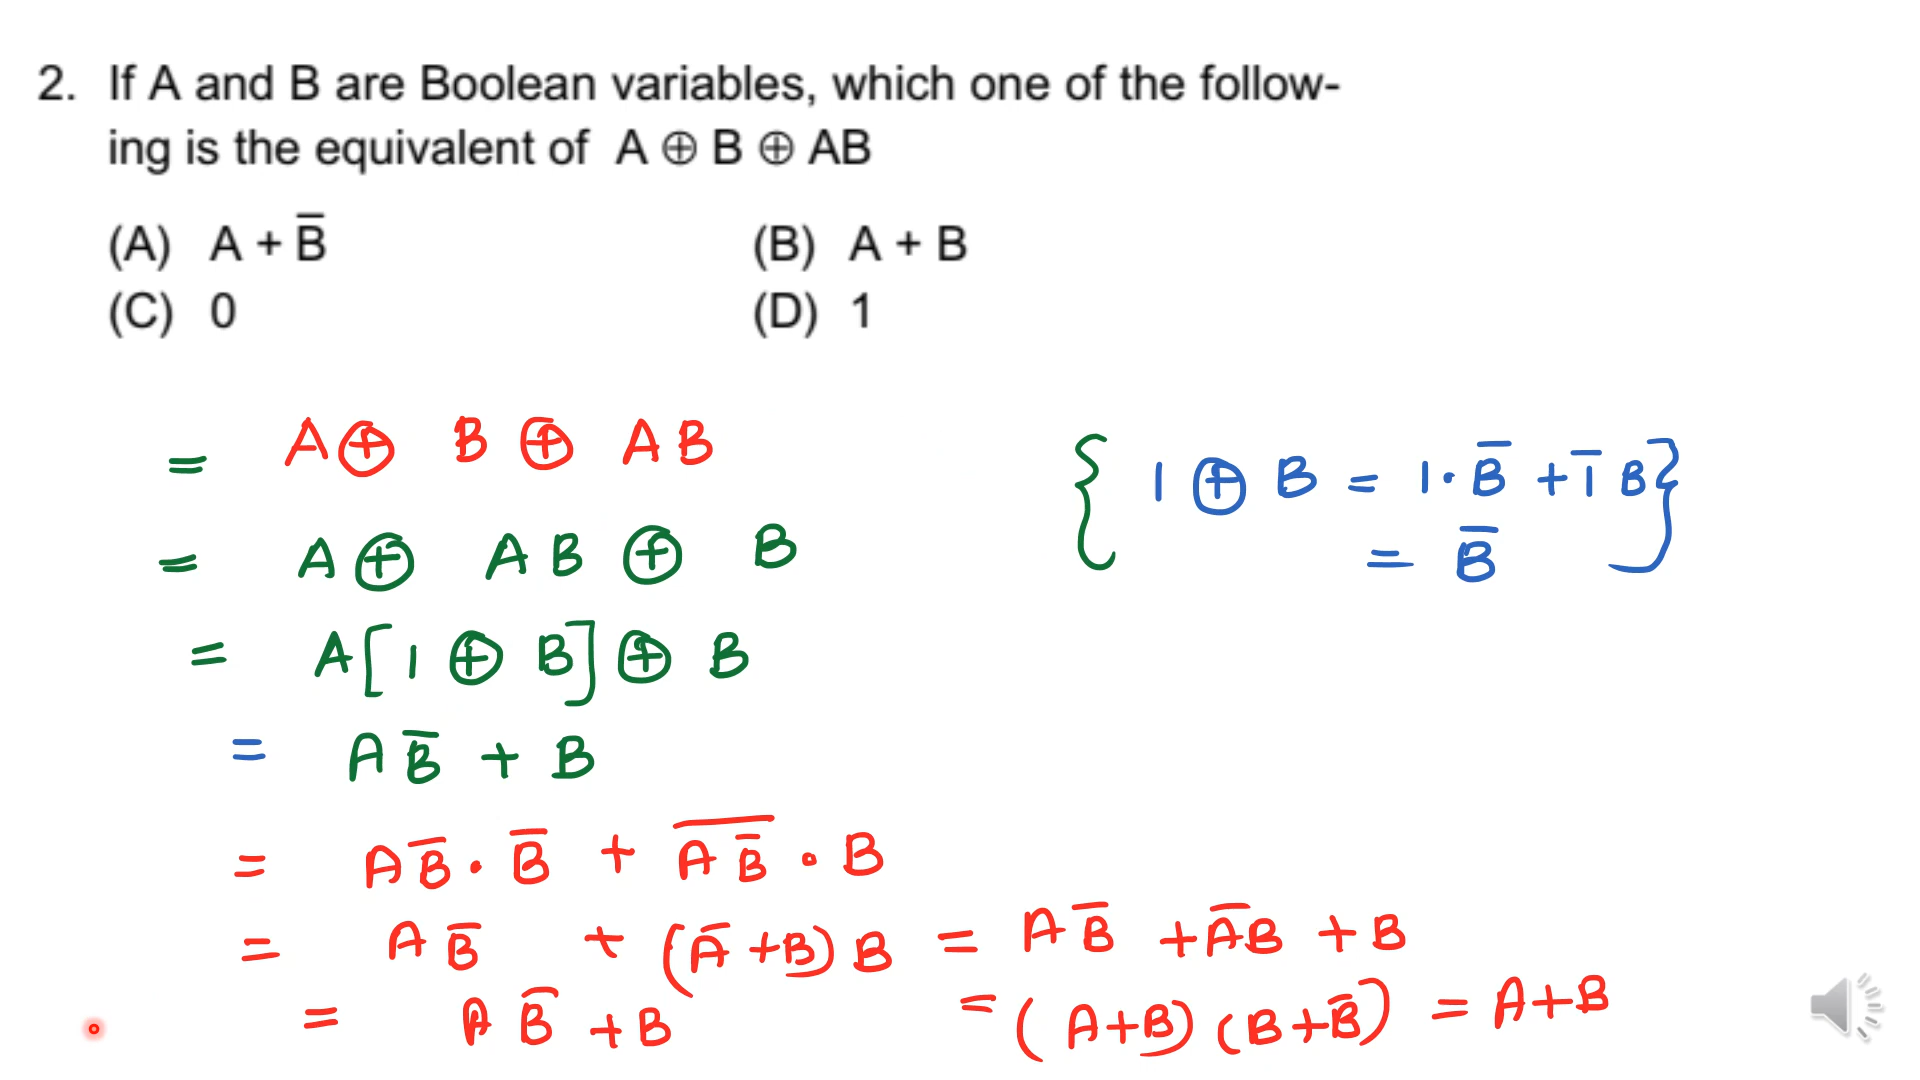 2. If A and B are Boolean variables, which one of the follow-
ing is the equivalent of A ⊕ B ⊕ AB
(A) A + B̅ (B) A + B
(C) 0 (D) 1
= A ⊕ B ⊕ AB
= A ⊕ AB ⊕ B
= A[1 ⊕ B] ⊕ B
= AB̅ + B
= AB̅ · B̅ + \overline{AB̅} · B
= AB̅ + (A̅ + B)B = AB̅ + A̅B + B
= AB̅ + B = (A+B)(B+B̅) = A+B
{ 1 ⊕ B = 1·B̅ + 1̅ B
= B̅ }